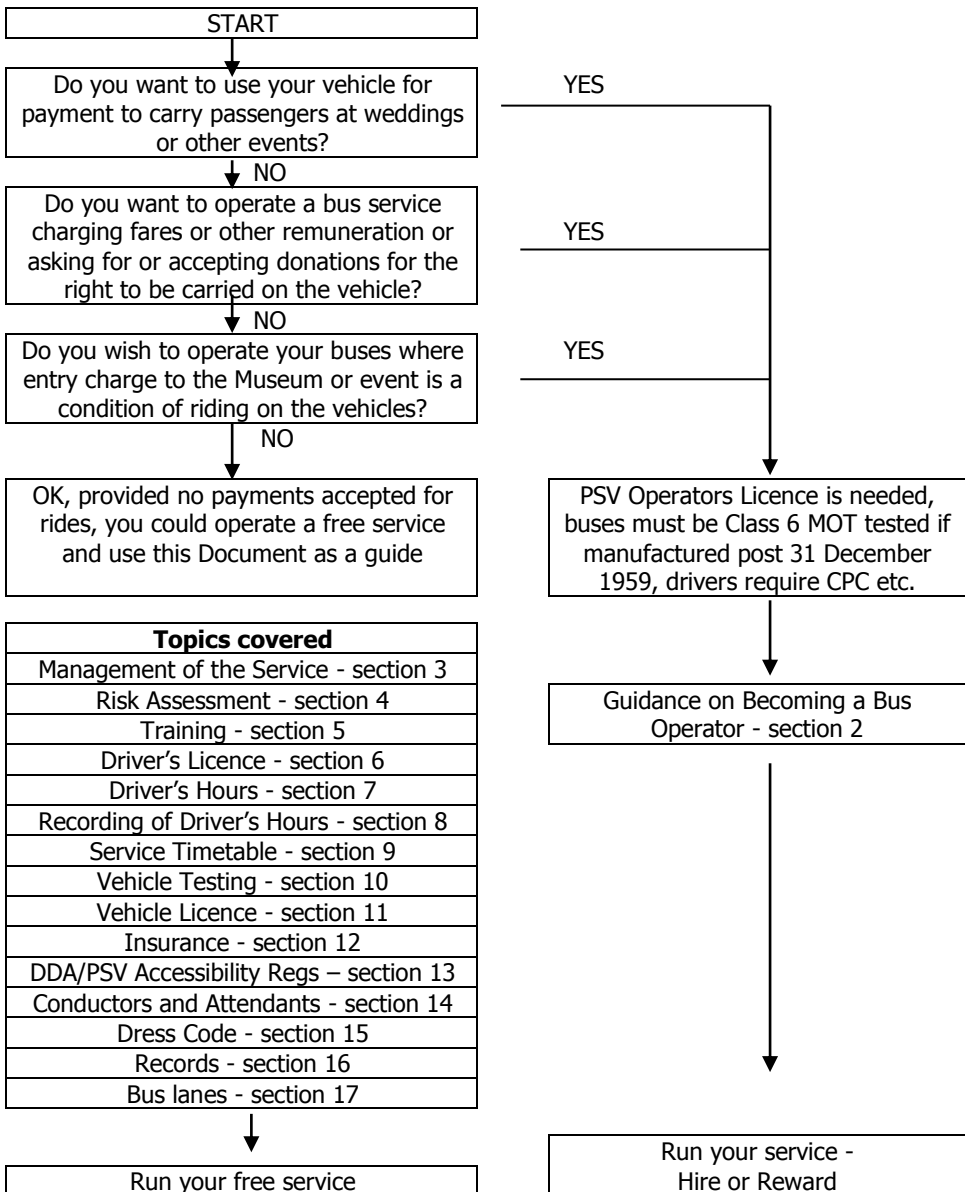 START
Do you want to use your vehicle for
payment to carry passengers at weddings
or other events?
YES
NO
Do you want to operate a bus service
charging fares or other remuneration or
asking for or accepting donations for the
right to be carried on the vehicle?
YES
NO
Do you wish to operate your buses where
entry charge to the Museum or event is a
condition of riding on the vehicles?
YES
NO
OK, provided no payments accepted for
rides, you could operate a free service
and use this Document as a guide
PSV Operators Licence is needed,
buses must be Class 6 MOT tested if
manufactured post 31 December
1959, drivers require CPC etc.
Topics covered
Management of the Service - section 3
Risk Assessment - section 4
Training - section 5
Driver’s Licence - section 6
Driver’s Hours - section 7
Recording of Driver’s Hours - section 8
Service Timetable - section 9
Vehicle Testing - section 10
Vehicle Licence - section 11
Insurance - section 12
DDA/PSV Accessibility Regs – section 13
Conductors and Attendants - section 14
Dress Code - section 15
Records - section 16
Bus lanes - section 17
Guidance on Becoming a Bus
Operator - section 2
Run your free service
Run your service -
Hire or Reward